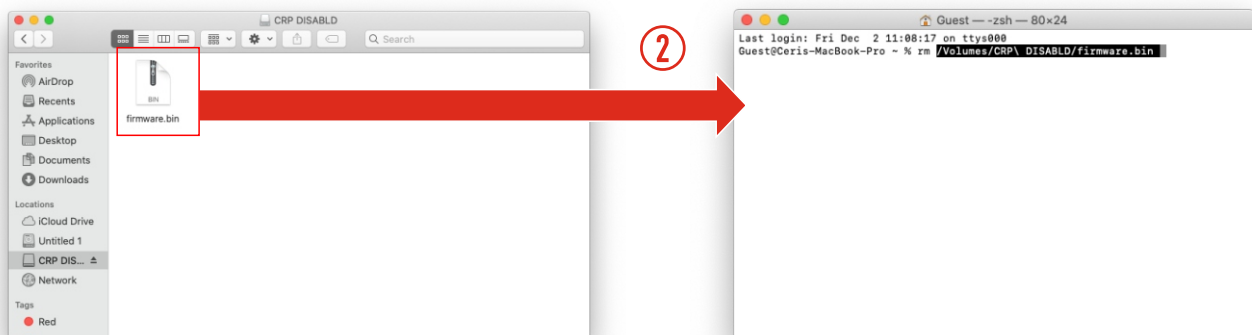 CRP DISABLD
Search
Favorites
AirDrop
Recents
Applications
Desktop
Documents
Downloads
Locations
iCloud Drive
Untitled 1
CRP DIS...
Network
Tags
Red
BIN
firmware.bin
②
Guest — -zsh — 80×24
Last login: Fri Dec  2 11:08:17 on ttys000
Guest@Ceris-MacBook-Pro ~ % rm /Volumes/CRP\ DISABLD/firmware.bin